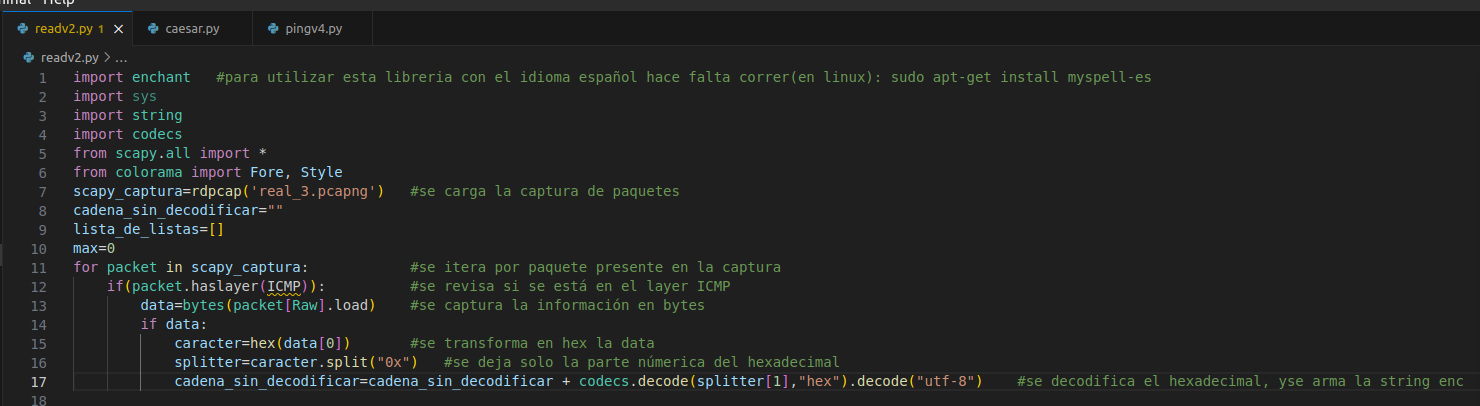 minal Help
readv2.py 1 × caesar.py pingv4.py
readv2.py > ...
1 import enchant #para utilizar esta libreria con el idioma español hace falta correr(en linux): sudo apt-get install myspell-es
2 import sys
3 import string
4 import codecs
5 from scapy.all import *
6 from colorama import Fore, Style
7 scapy_captura=rdpcap('real_3.pcapng') #se carga la captura de paquetes
8 cadena_sin_decodificar=""
9 lista_de_listas=[]
10 max=0
11 for packet in scapy_captura: #se itera por paquete presente en la captura
12 if(packet.haslayer(ICMP)): #se revisa si se está en el layer ICMP
13 data=bytes(packet[Raw].load) #se captura la información en bytes
14 if data:
15 caracter=hex(data[0]) #se transforma en hex la data
16 splitter=caracter.split("0x") #se deja solo la parte númerica del hexadecimal
17 cadena_sin_decodificar=cadena_sin_decodificar + codecs.decode(splitter[1],"hex").decode("utf-8") #se decodifica el hexadecimal, yse arma la string enc
18